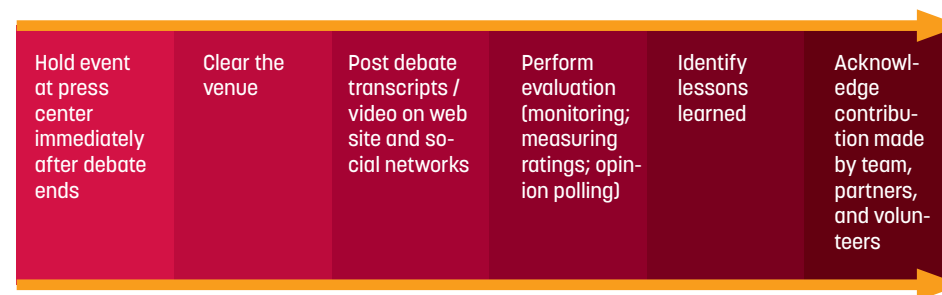 Hold event
at press
center
immediately
after debate
ends
Clear the
venue
Post debate
transcripts /
video on web
site and so-
cial networks
Perform
evaluation
(monitoring;
measuring
ratings; opin-
ion polling)
Identify
lessons
learned
Acknowl-
edge
contribu-
tion made
by team,
partners,
and volun-
teers